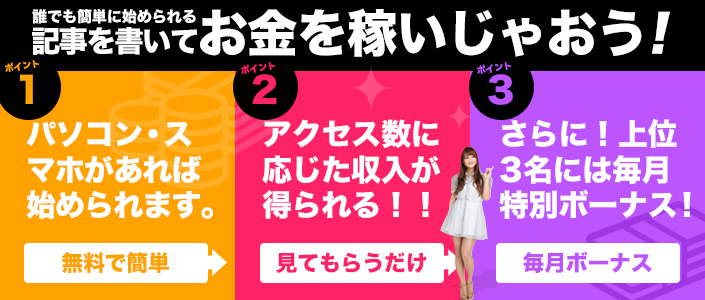 誰でも簡単に始められる
記事を書いてお金を稼いじゃおう!
ポイント
1
パソコン・ス
マホがあれば
始められます。
無料で簡単
ポイント
2
アクセス数に
応じた収入が
得られる！！
見てもらうだけ
ポイント
3
さらに！上位
3名には毎月
特別ボーナス！
毎月ボーナス